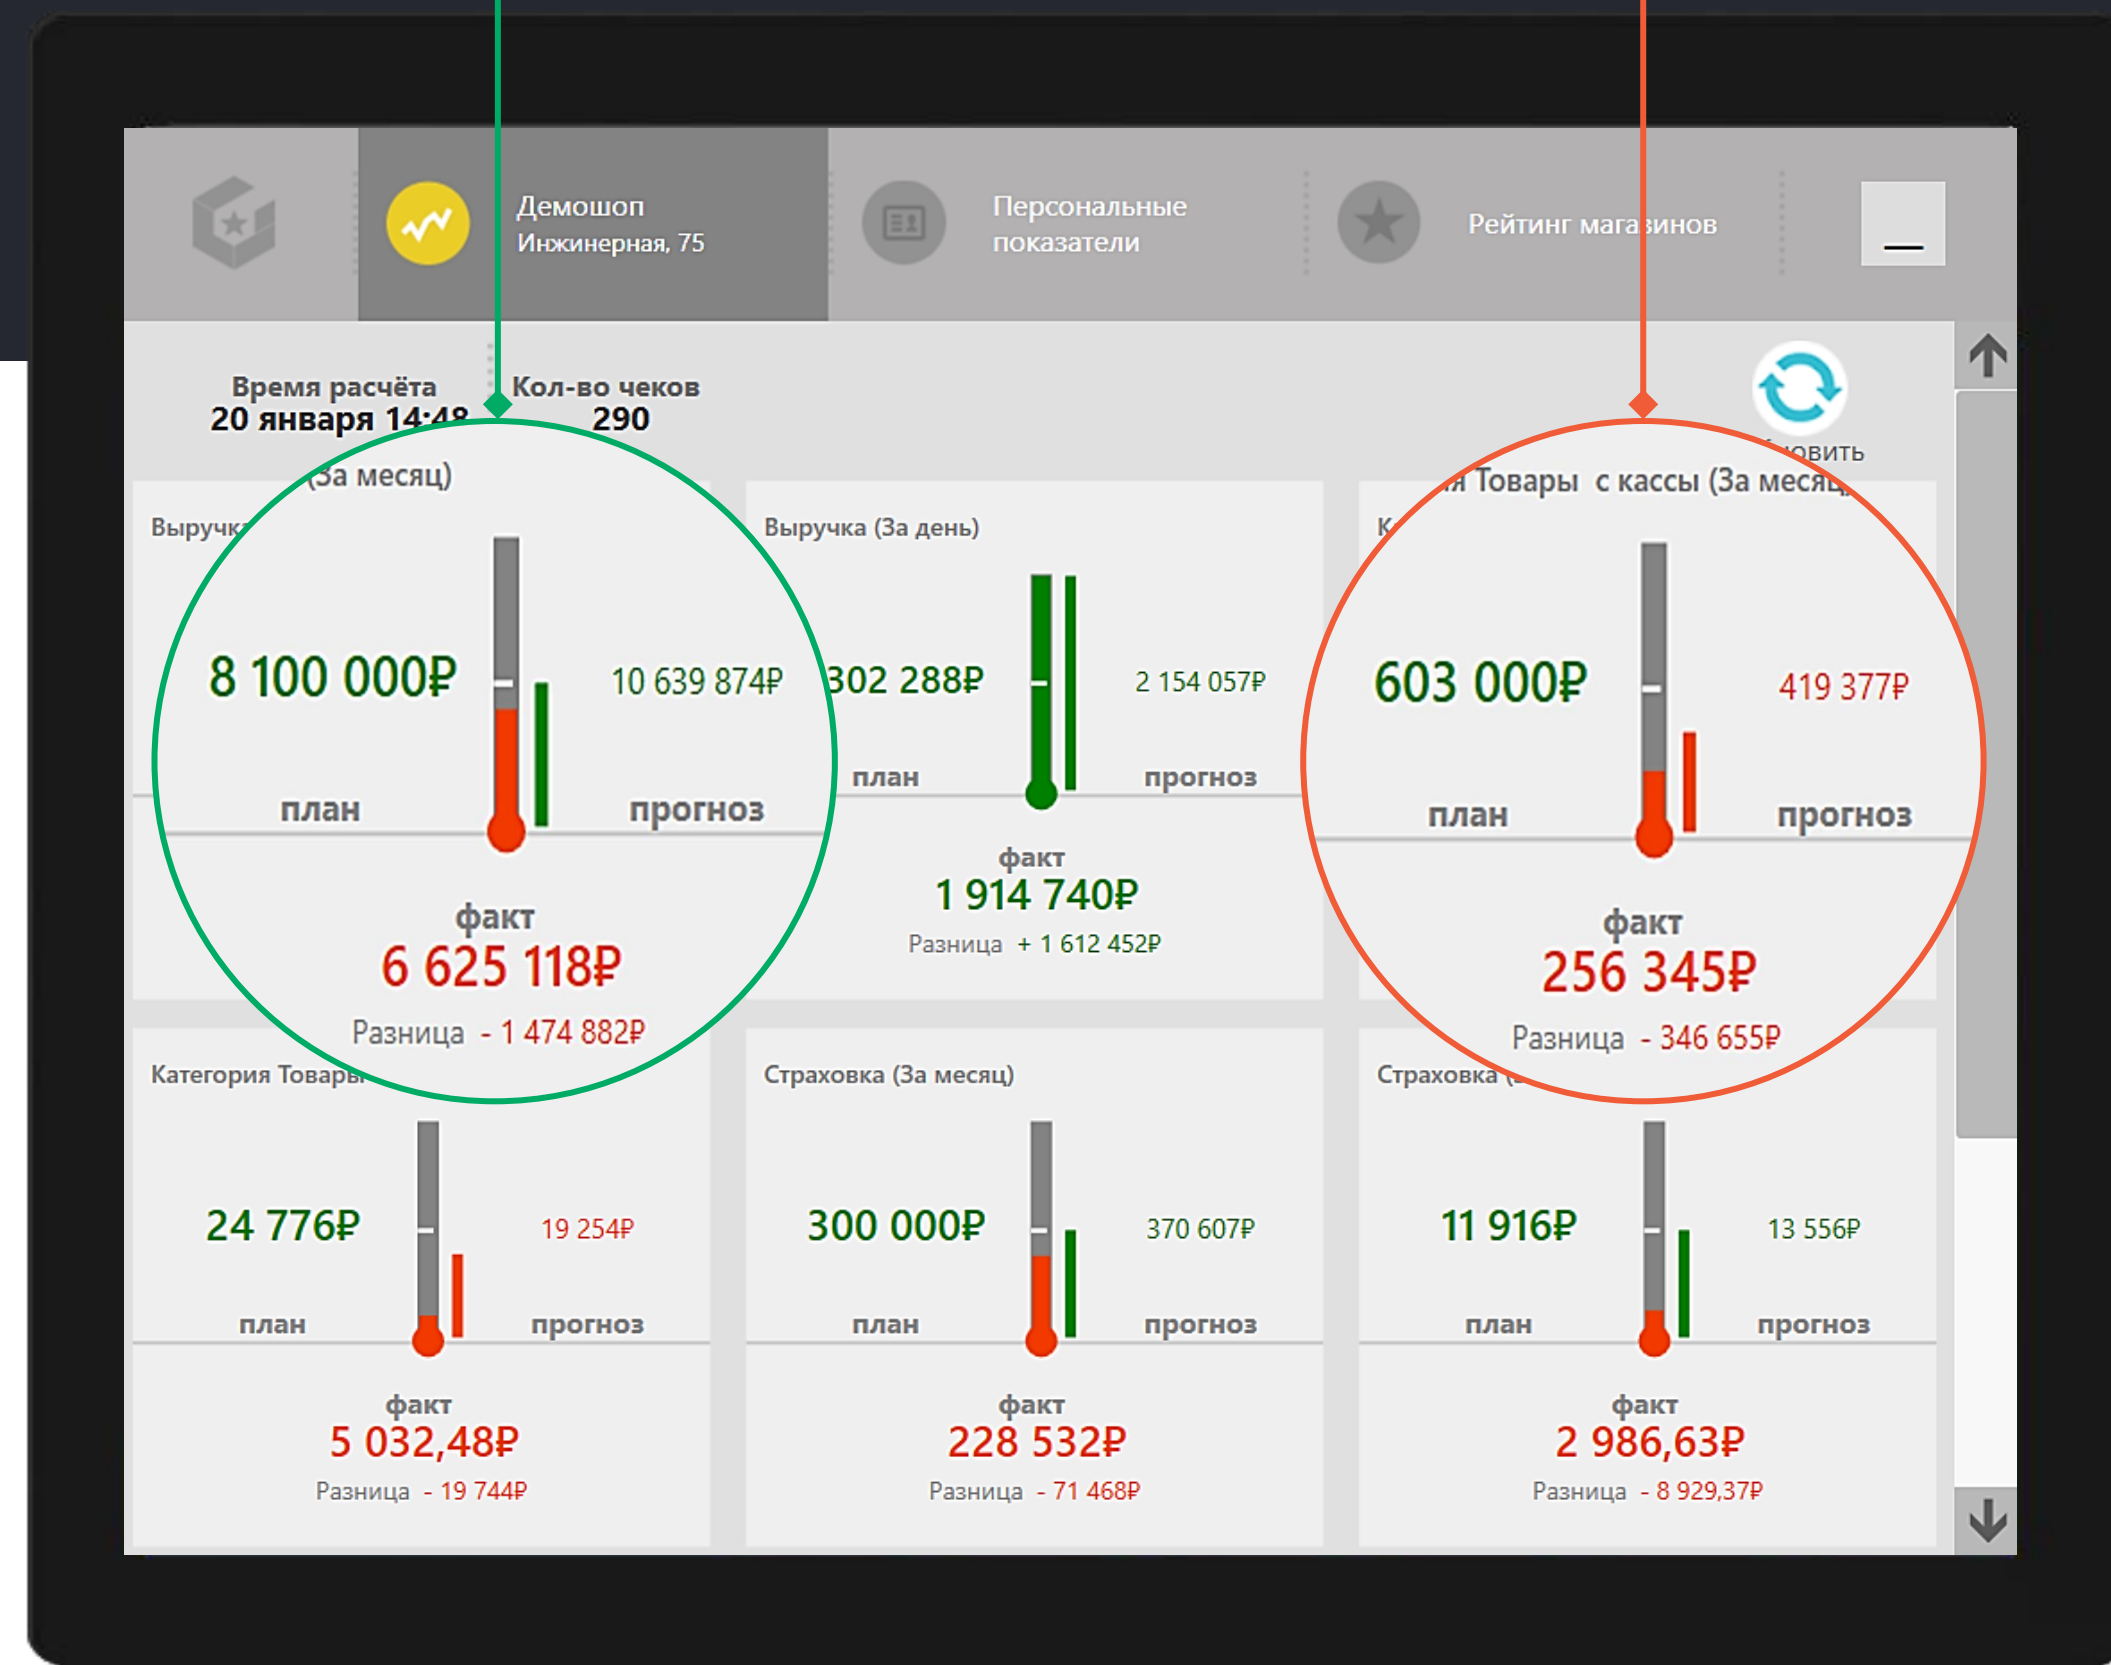 Демошоп
Инжинерная, 75
Персональные
показатели
Рейтинг магазинов
Время расчёта
20 января 14:48
Кол-во чеков
290
(За месяц)
8 100 000₽
10 639 874₽
план
прогноз
факт
6 625 118₽
Разница - 1 474 882₽
Выручка (За день)
302 288₽
2 154 057₽
план
прогноз
факт
1 914 740₽
Разница + 1 612 452₽
Товары с кассы (За месяц)
603 000₽
419 377₽
план
прогноз
факт
256 345₽
Разница - 346 655₽
Категория Товары
24 776₽
19 254₽
план
прогноз
факт
5 032,48₽
Разница - 19 744₽
Страховка (За месяц)
300 000₽
370 607₽
план
прогноз
факт
228 532₽
Разница - 71 468₽
Страховка
11 916₽
13 556₽
план
прогноз
факт
2 986,63₽
Разница - 8 929,37₽